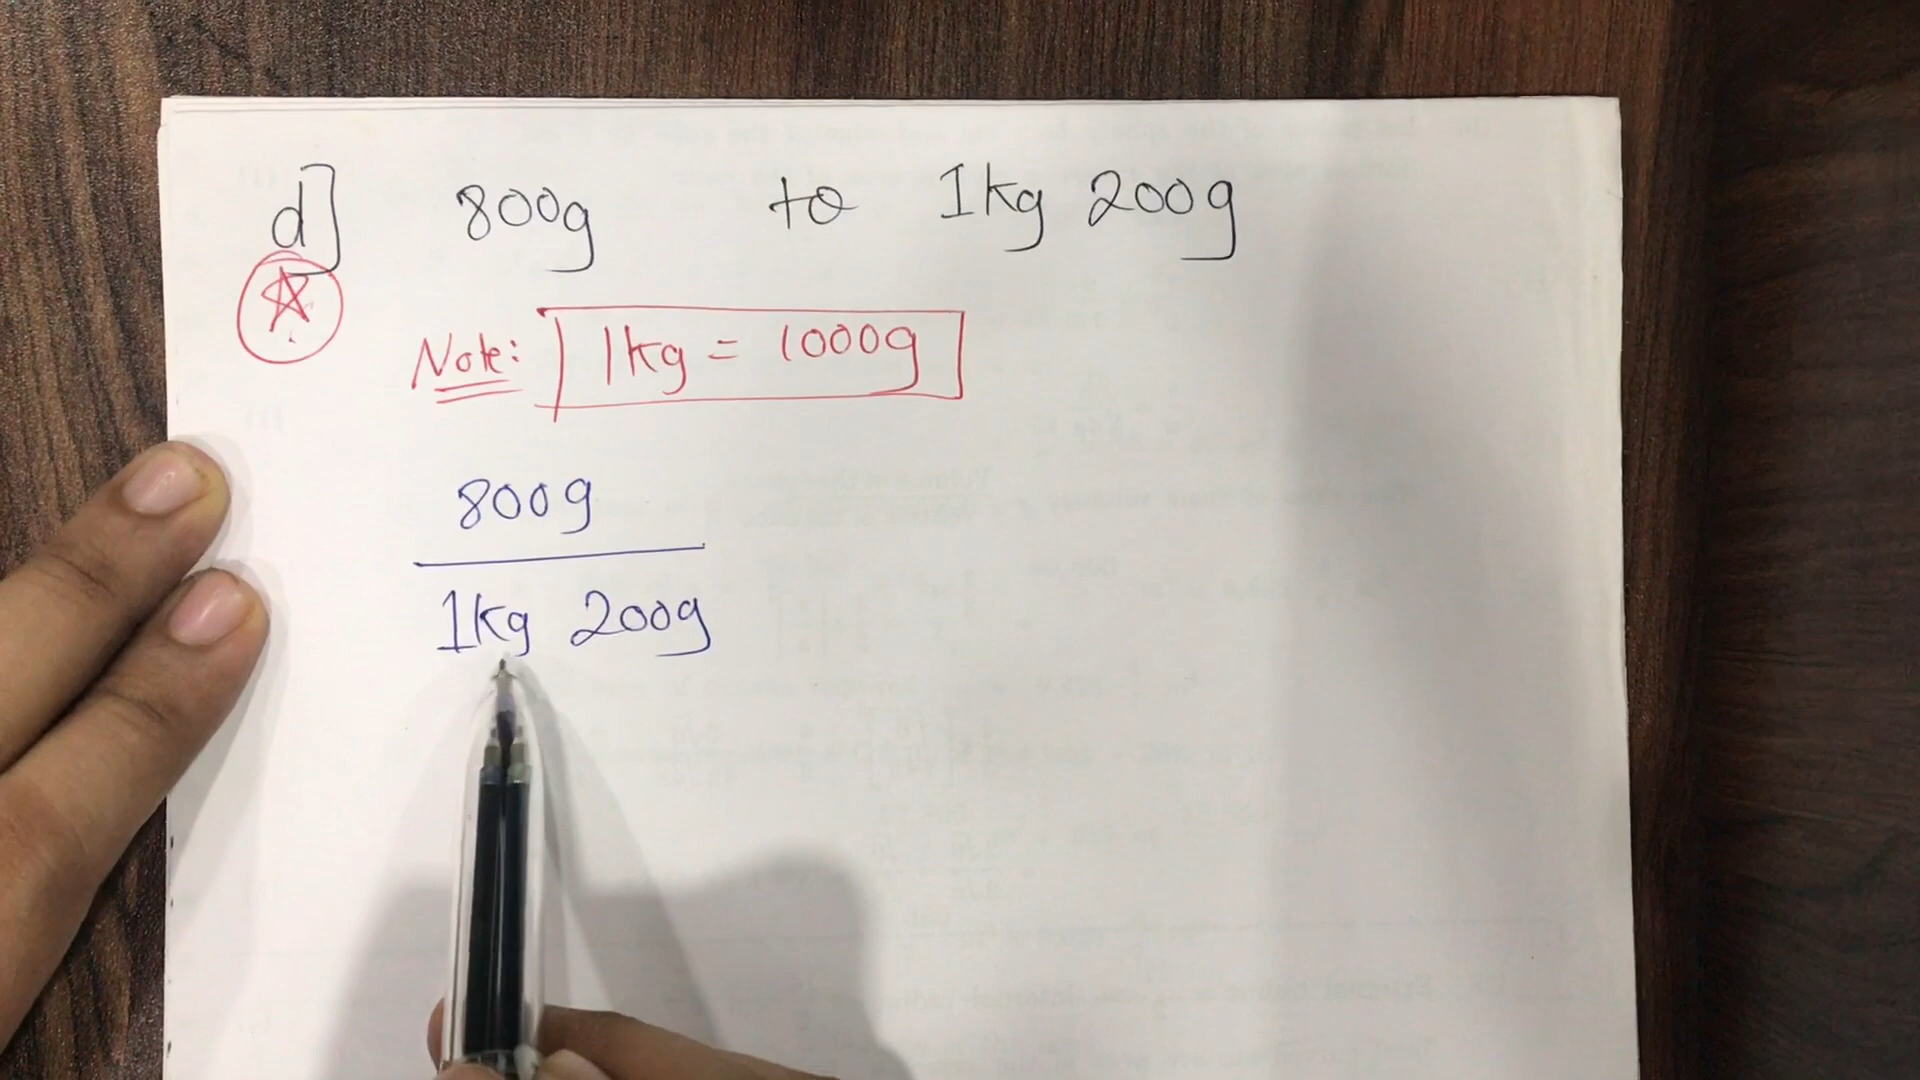 d] 800g to 1kg 200g
Note: 1kg = 1000g
800g
1kg 200g